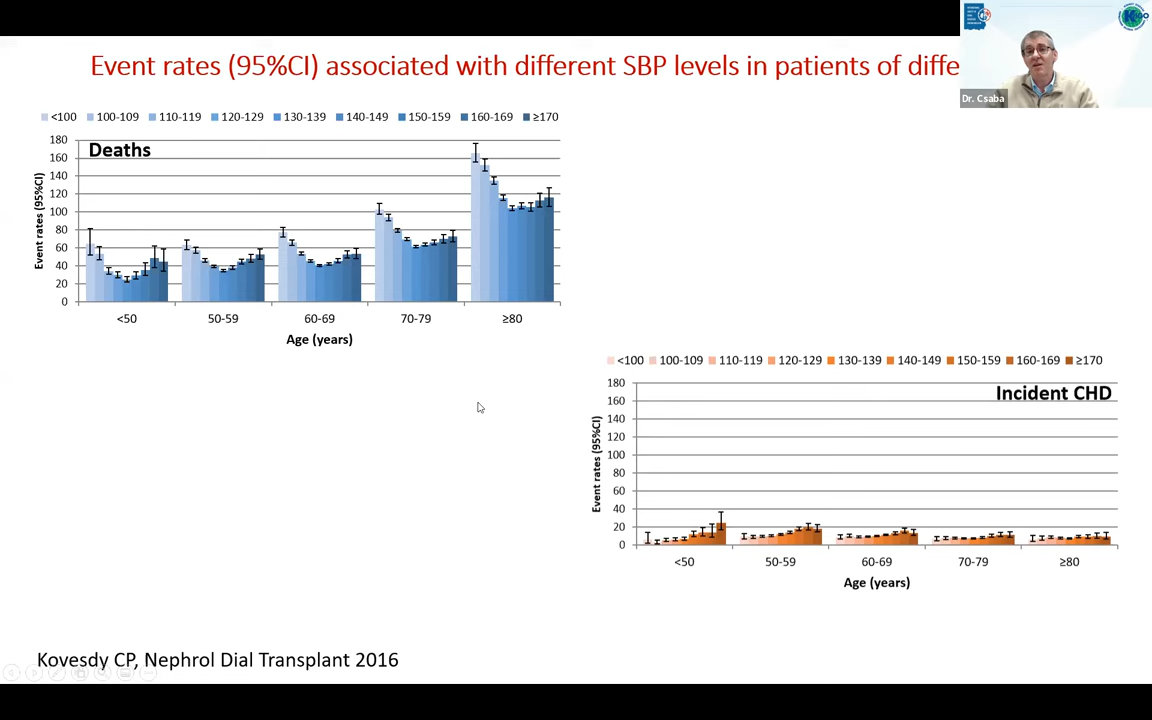 Event rates (95%CI) associated with different SBP levels in patients of diffe
Dr. Csaba
<100 100-109 110-119 120-129 130-139 140-149 150-159 160-169 ≥170
Deaths
Event rates (95%CI)
180
160
140
120
100
80
60
40
20
0
<50 50-59 60-69 70-79 ≥80
Age (years)
<100 100-109 110-119 120-129 130-139 140-149 150-159 160-169 ≥170
Incident CHD
Event rates (95%CI)
180
160
140
120
100
80
60
40
20
0
<50 50-59 60-69 70-79 ≥80
Age (years)
Kovesdy CP, Nephrol Dial Transplant 2016